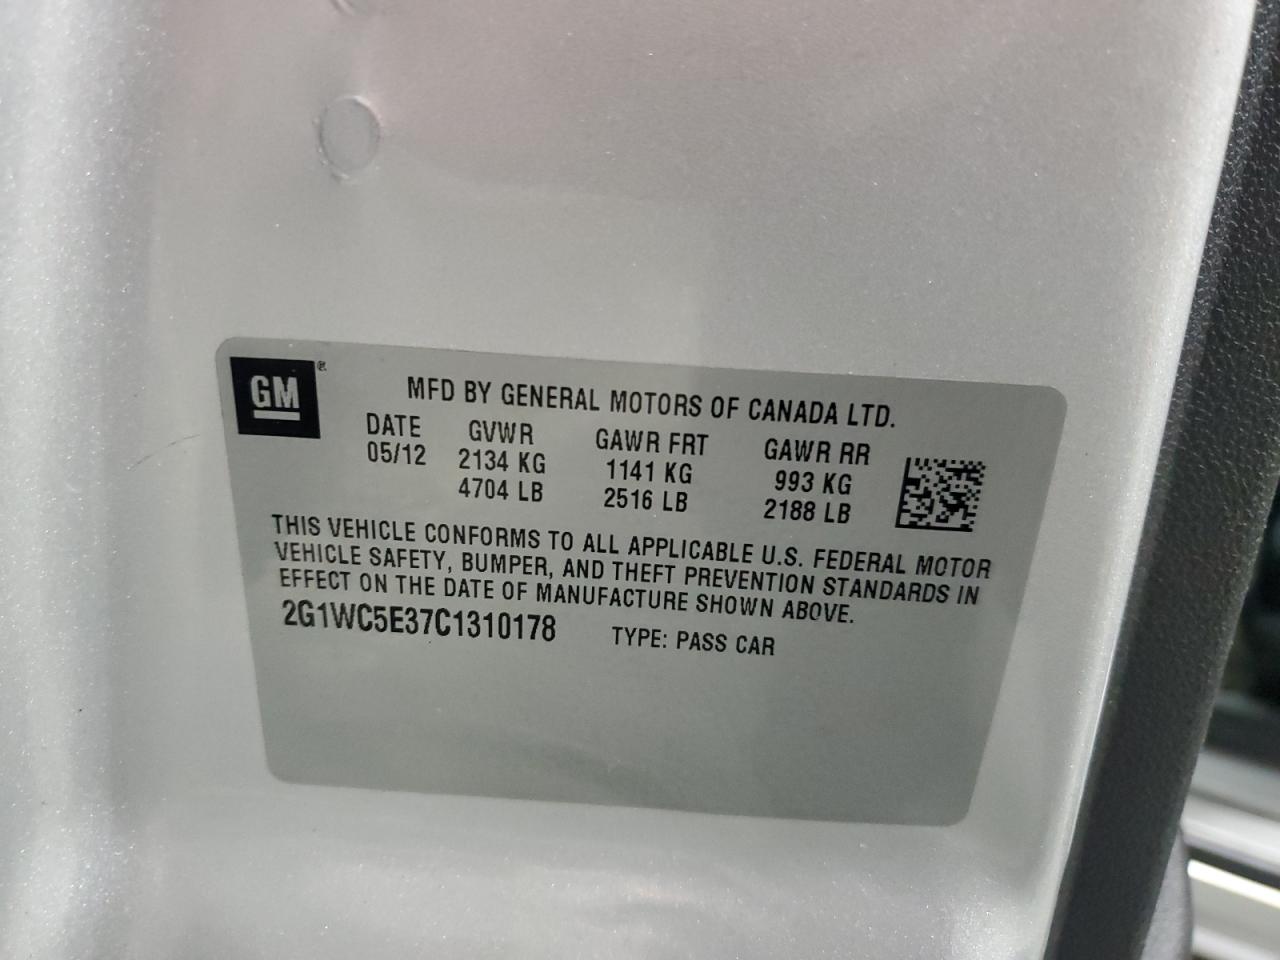 GM ®
MFD BY GENERAL MOTORS OF CANADA LTD.
DATE GVWR GAWR FRT GAWR RR
05/12 2134 KG 1141 KG 993 KG
4704 LB 2516 LB 2188 LB
THIS VEHICLE CONFORMS TO ALL APPLICABLE U.S. FEDERAL MOTOR
VEHICLE SAFETY, BUMPER, AND THEFT PREVENTION STANDARDS IN
EFFECT ON THE DATE OF MANUFACTURE SHOWN ABOVE.
2G1WC5E37C1310178 TYPE: PASS CAR